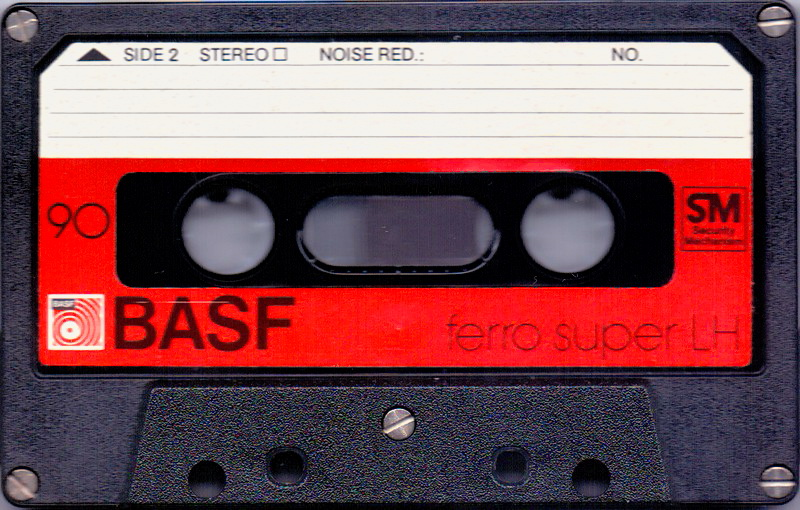 SIDE 2 STEREO NOISE RED.: NO.
90
SM
Security
Mechanism
BASF
BASF
ferro super LH